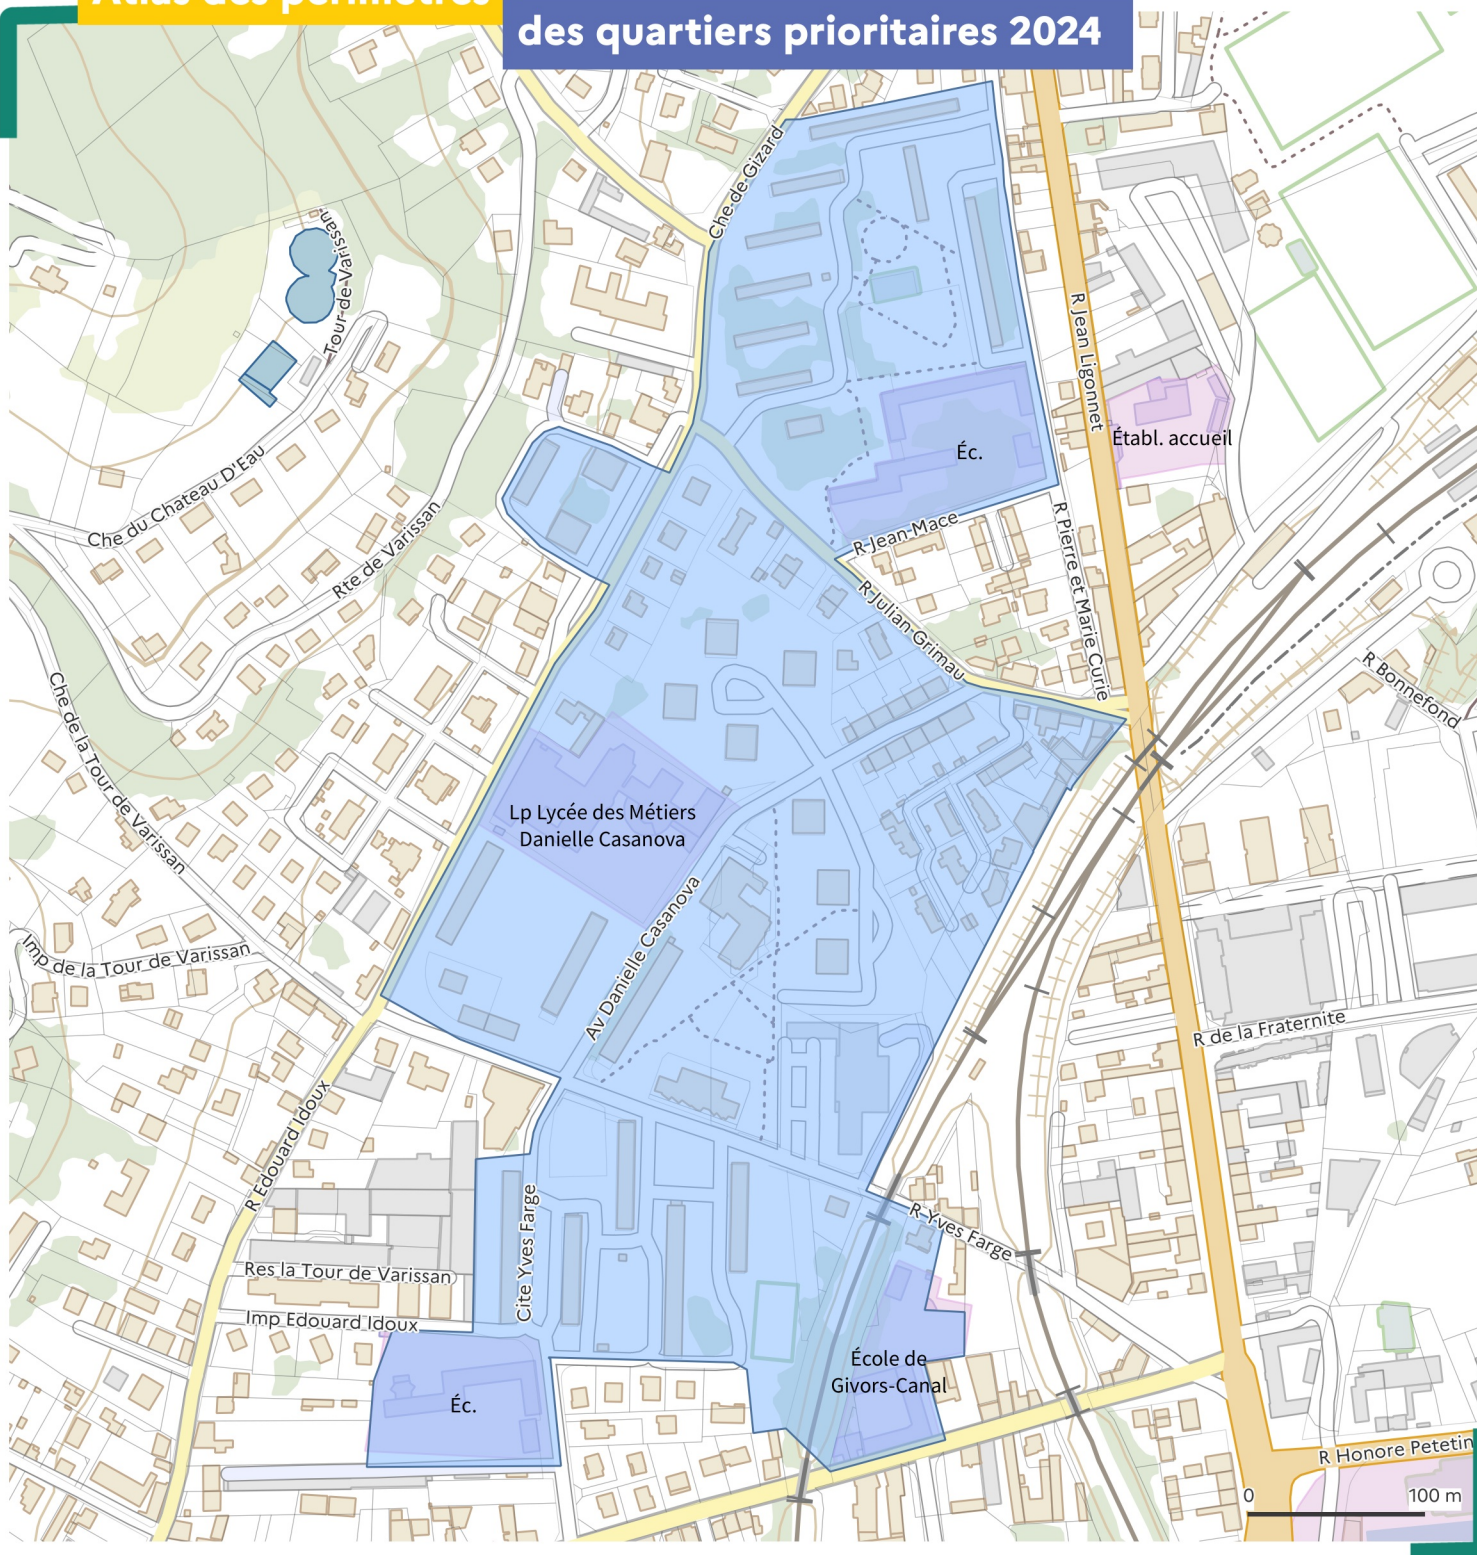 Atlas des périmètres
des quartiers prioritaires 2024
Che de Gizard
Tour de Varissan
R Jean Ligonnet
Établ. accueil
Éc.
Che du Chateau D'Eau
Rte de Varissan
R Jean Mace
R Pierre et Marie Curie
R Julian Grimau
R Bonnefond
Che de la Tour de Varissan
Lp Lycée des Métiers
Danielle Casanova
Av Danielle Casanova
Imp de la Tour de Varissan
R de la Fraternite
R Edouard Idoux
R Yves Farge
Cite Yves Farge
Res la Tour de Varissan
Imp Edouard Idoux
École de
Givors-Canal
Éc.
R Honore Petetin
0 100 m